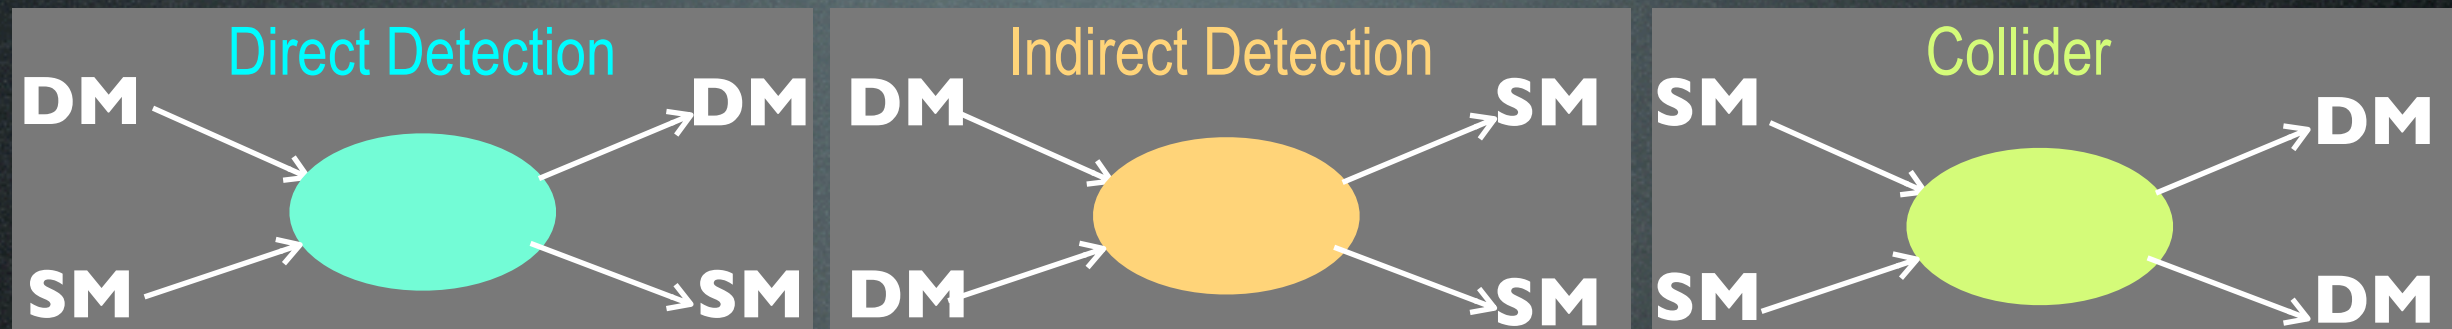 Direct Detection
DM
DM
SM
SM
Indirect Detection
DM
SM
DM
SM
Collider
SM
DM
SM
DM